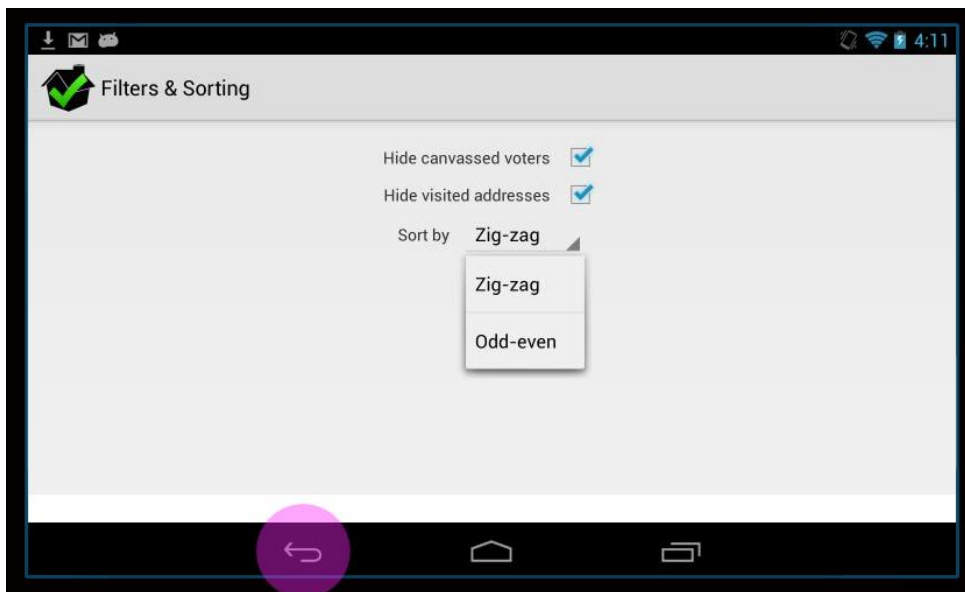 4:11
Filters & Sorting
Hide canvassed voters
Hide visited addresses
Sort by Zig-zag
Zig-zag
Odd-even